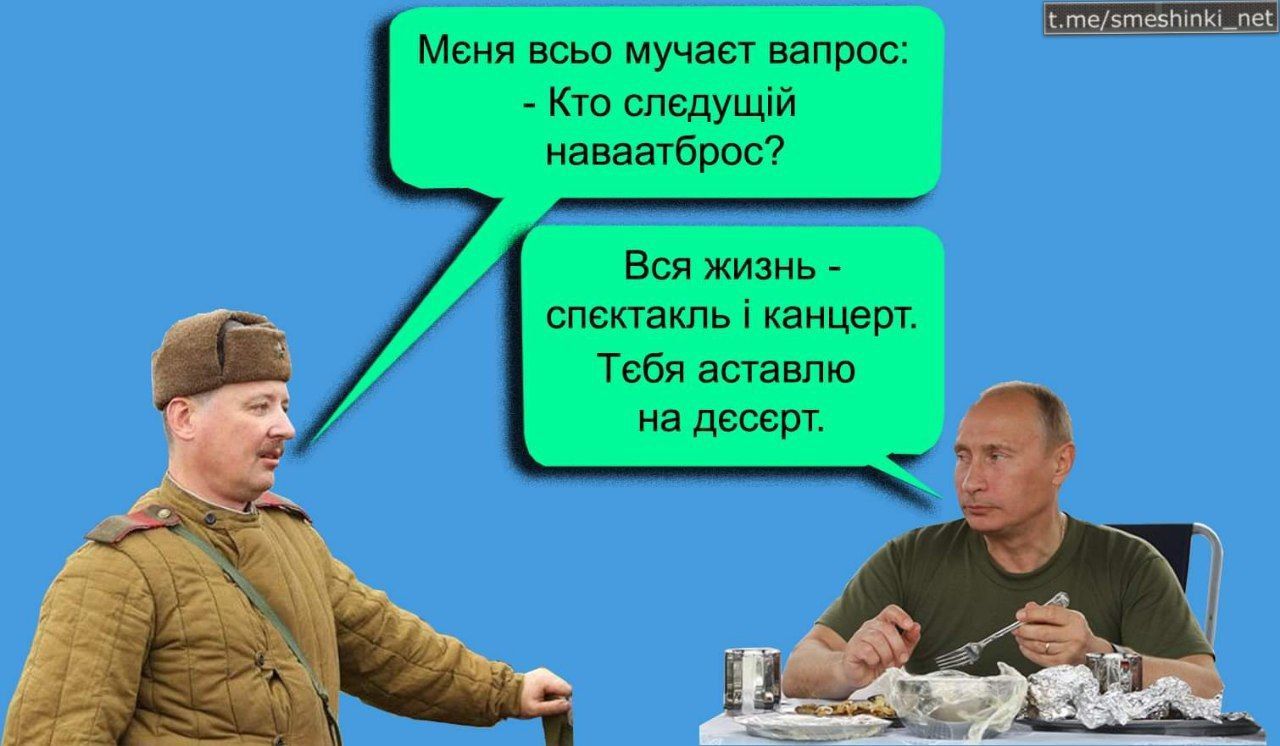 t.me/smeshinki_net
Мєня всьо мучаєт вапрос:
- Кто слєдущій
наваатброс?
Вся жизнь -
спєктакль і канцерт.
Тєбя аставлю
на дєсєрт.